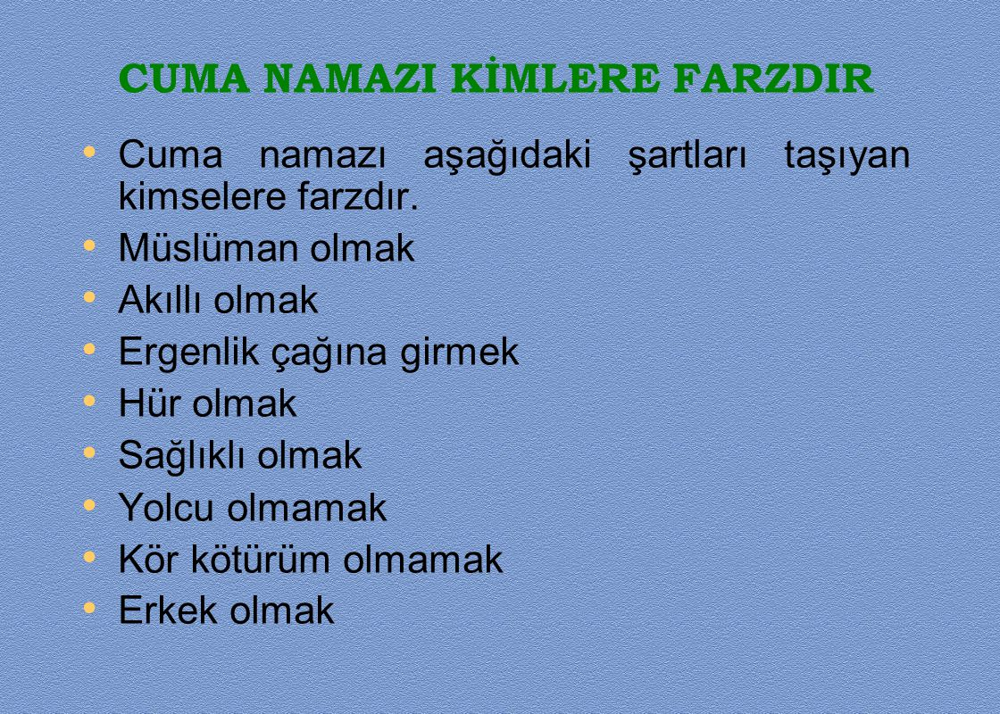 CUMA NAMAZI KİMLERE FARZDIR
• Cuma namazı aşağıdaki şartları taşıyan
kimselere farzdır.
• Müslüman olmak
• Akıllı olmak
• Ergenlik çağına girmek
• Hür olmak
• Sağlıklı olmak
• Yolcu olmamak
• Kör kötürüm olmamak
• Erkek olmak